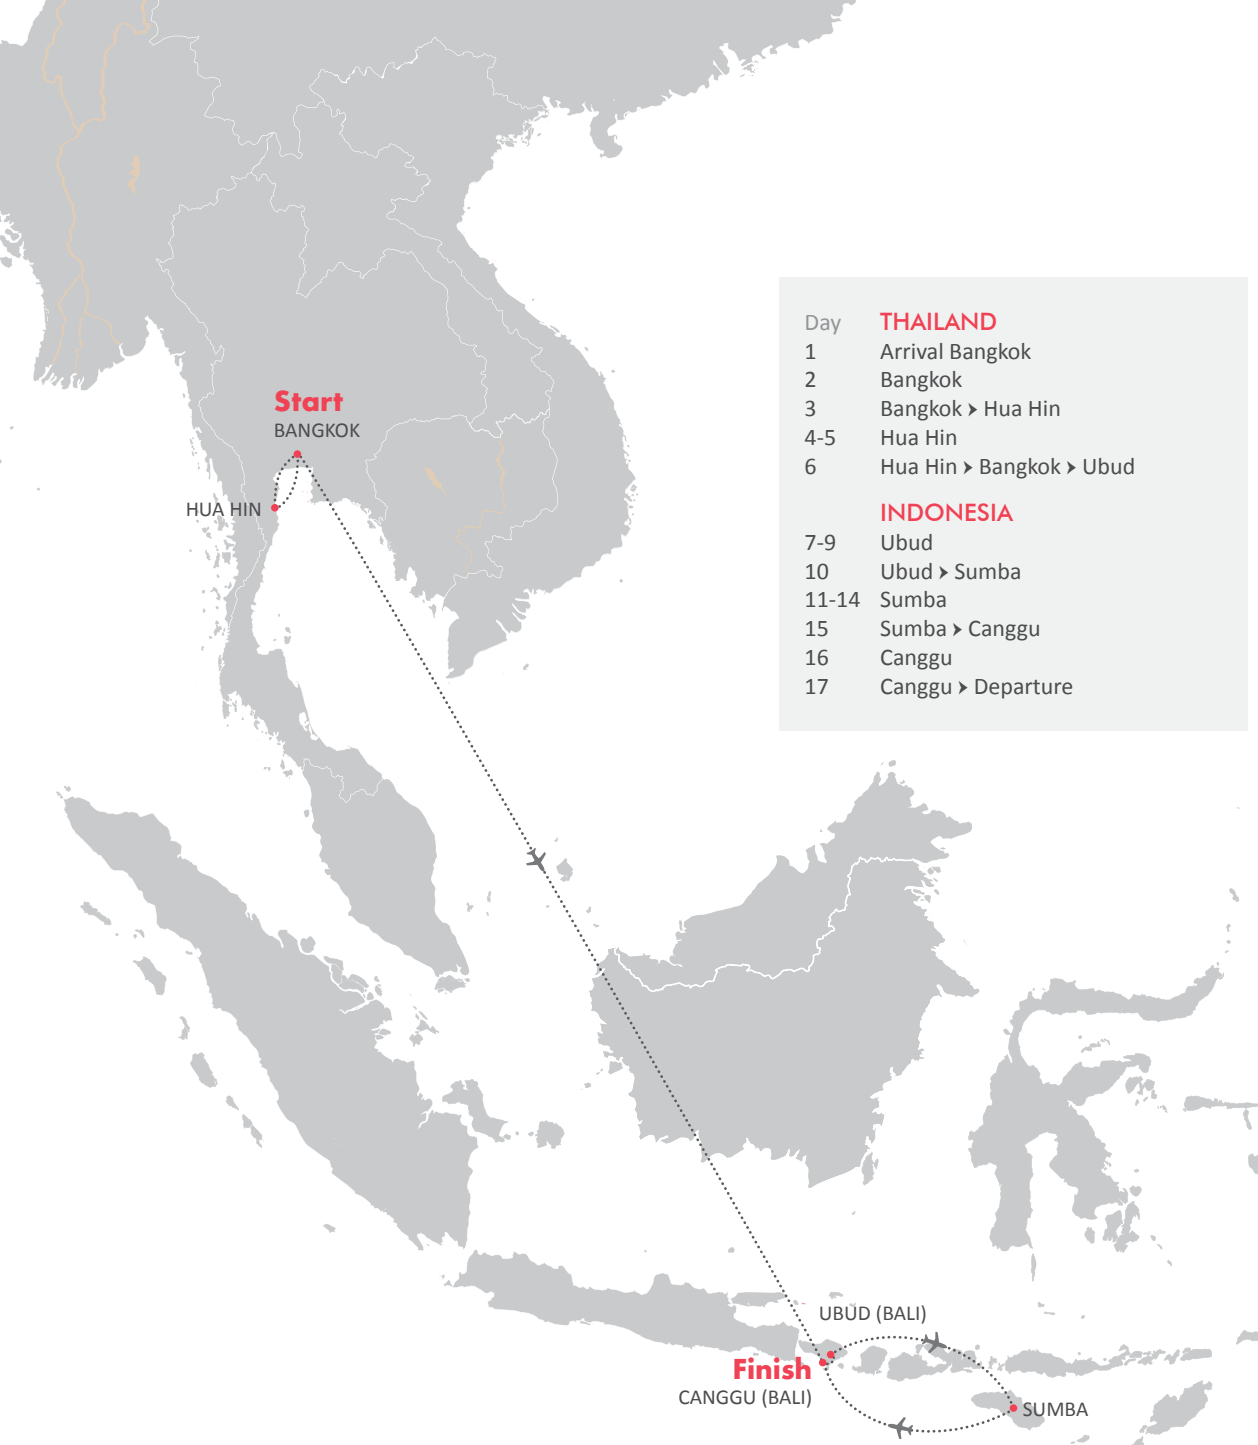 Day THAILAND
1 Arrival Bangkok
2 Bangkok
3 Bangkok > Hua Hin
4-5 Hua Hin
6 Hua Hin > Bangkok > Ubud
INDONESIA
7-9 Ubud
10 Ubud > Sumba
11-14 Sumba
15 Sumba > Canggu
16 Canggu
17 Canggu > Departure
Start
BANGKOK
HUA HIN
UBUD (BALI)
Finish
CANGGU (BALI)
SUMBA